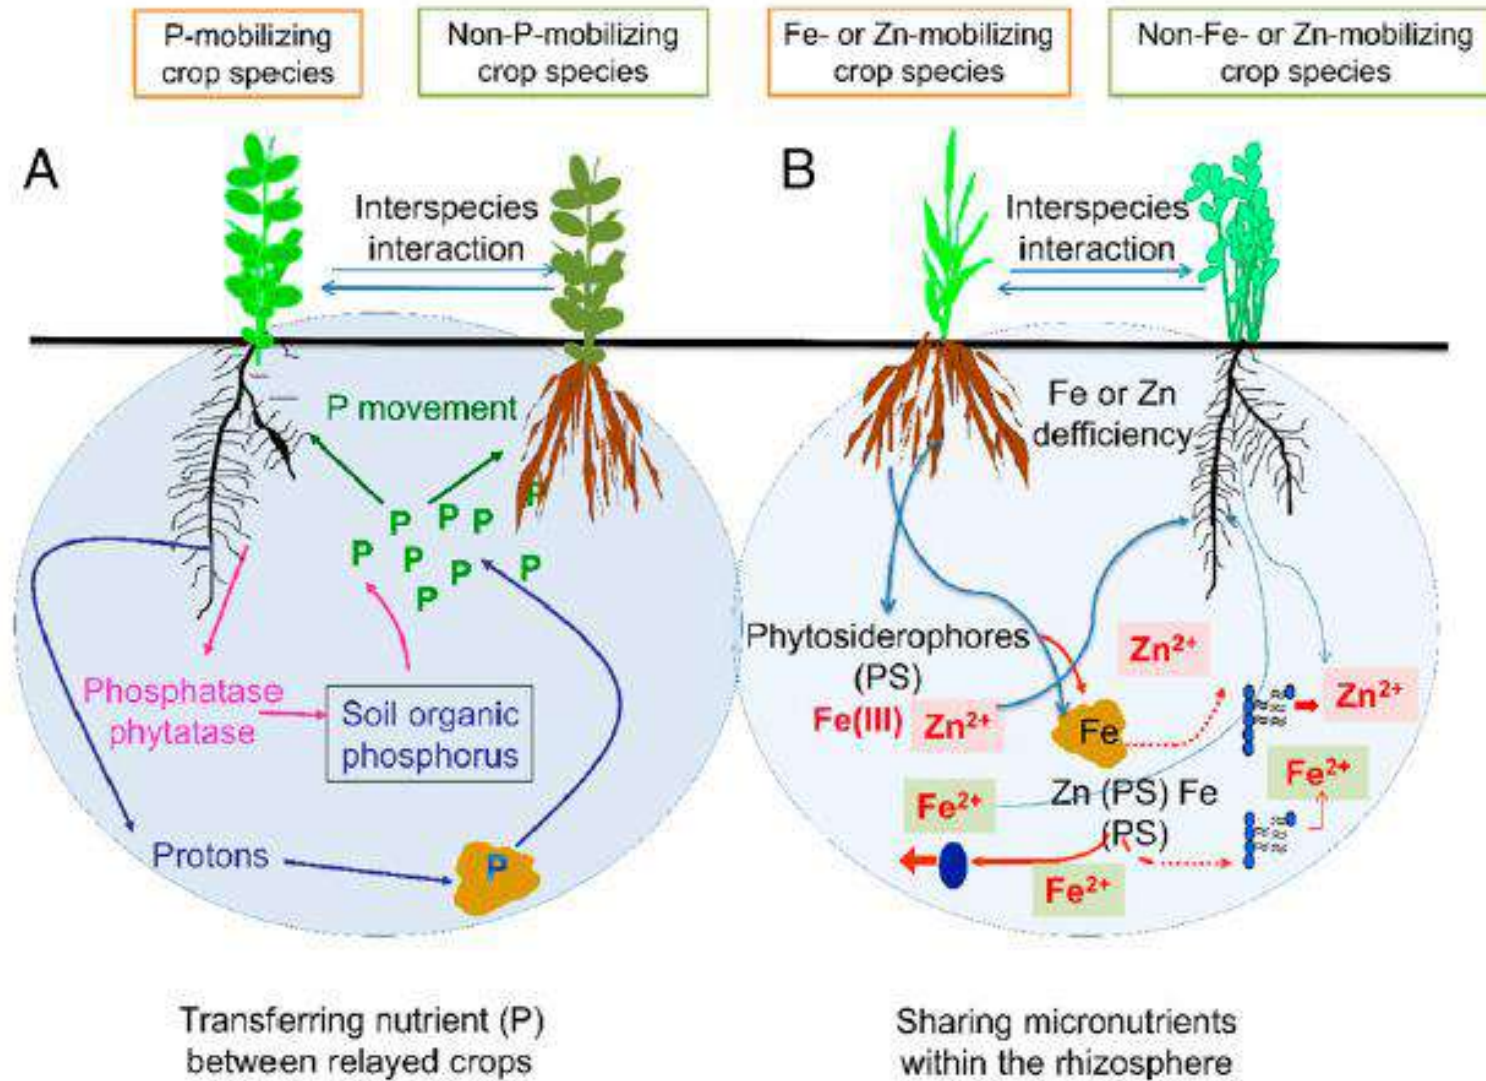 P-mobilizing
crop species
Non-P-mobilizing
crop species
Fe- or Zn-mobilizing
crop species
Non-Fe- or Zn-mobilizing
crop species
A
Interspecies
interaction
P movement
P
P P P
P P P P
P
Phosphatase
phytatase
Soil organic
phosphorus
Protons
P
Transferring nutrient (P)
between relayed crops
B
Interspecies
interaction
Fe or Zn
defficiency
Phytosiderophores
(PS)
Fe(III)
Zn²⁺
Zn²⁺
Fe
Zn²⁺
Fe²⁺
Zn (PS) Fe
(PS)
Fe²⁺
Fe²⁺
Sharing micronutrients
within the rhizosphere